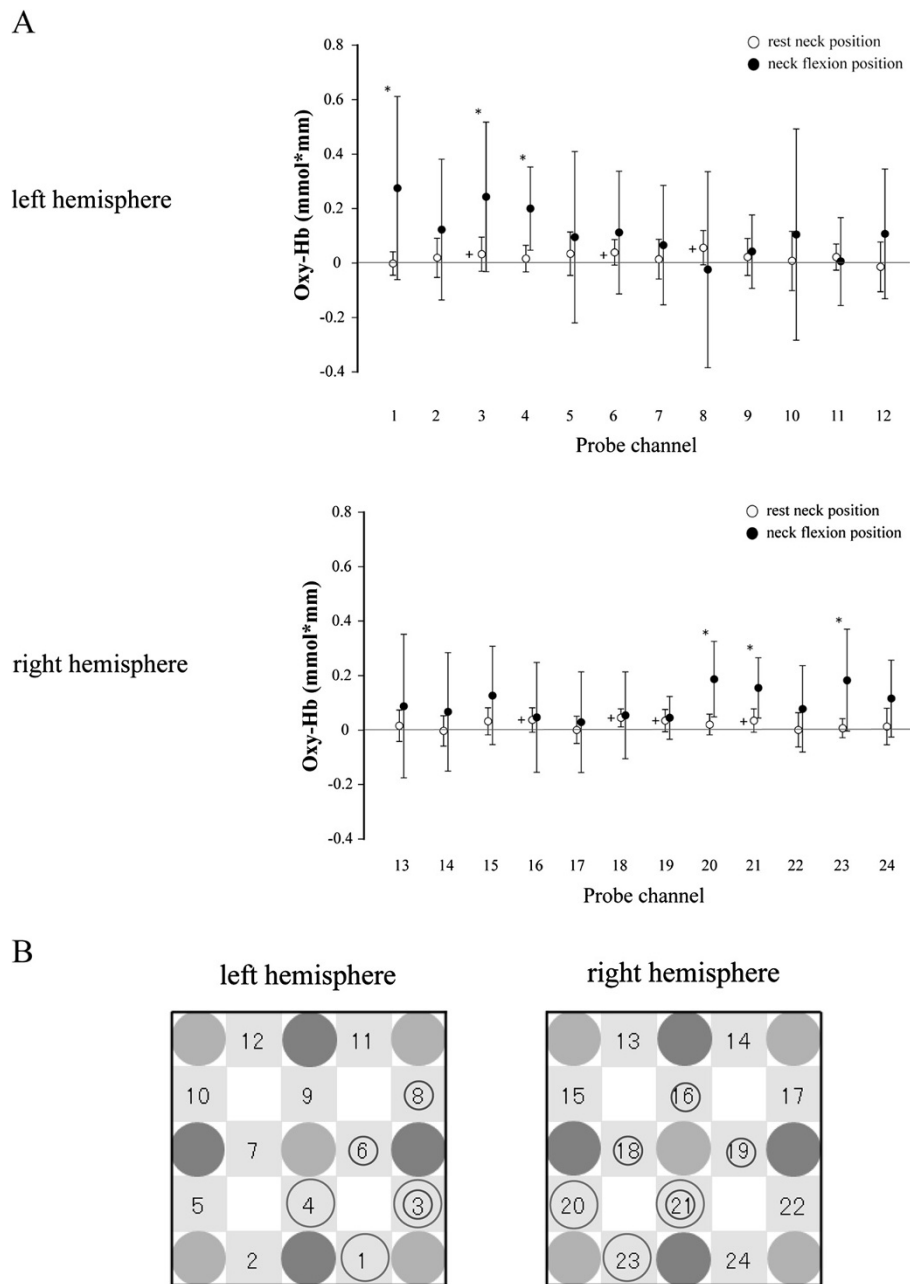 A
0.8
○ rest neck position
● neck flexion position
0.6
0.4
0.2
0
-0.2
-0.4
Oxy-Hb (mmol*mm)
left hemisphere
* * *
+ + +
1 2 3 4 5 6 7 8 9 10 11 12
Probe channel
0.8
○ rest neck position
● neck flexion position
0.6
0.4
0.2
0
-0.2
-0.4
Oxy-Hb (mmol*mm)
right hemisphere
* * *
+ + + +
13 14 15 16 17 18 19 20 21 22 23 24
Probe channel
B
left hemisphere
12 11
10 9 8
7 6
5 4 3
2 1
right hemisphere
13 14
15 16 17
18 19
20 21 22
23 24